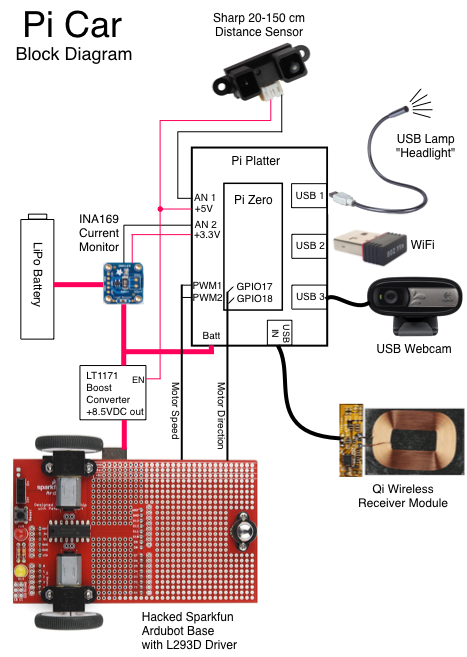 Pi Car
Block Diagram
Sharp 20-150 cm
Distance Sensor
USB Lamp
"Headlight"
Pi Platter
AN 1
+5V
AN 2
+3.3V
Pi Zero
USB 1
USB 2
USB 3
WiFi
USB Webcam
INA169
Current
Monitor
LiPo Battery
PWM1
PWM2
GPIO17
GPIO18
Batt
USB
IN
LT1171
Boost
Converter
+8.5VDC out
EN
Motor Speed
Motor Direction
Qi Wireless
Receiver Module
Hacked Sparkfun
Ardubot Base
with L293D Driver